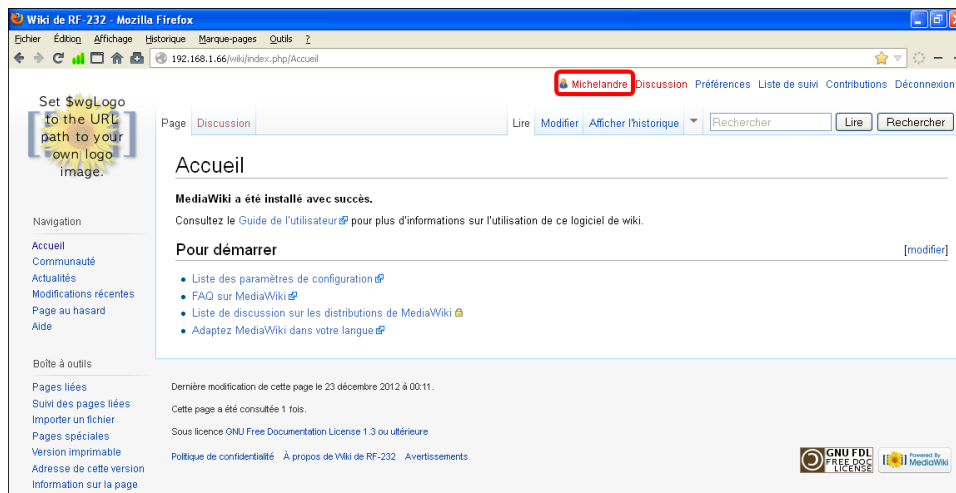 Wiki de RF-232 - Mozilla Firefox
Fichier Édition Affichage Historique Marque-pages Outils ?
192.168.1.66/wiki/index.php/Accueil
Michelandre Discussion Préférences Liste de suivi Contributions Déconnexion
Set $wgLogo
to the URL
path to your
own logo
image.
Page Discussion Lire Modifier Afficher l'historique Rechercher Lire Rechercher
Accueil
MediaWiki a été installé avec succès.
Consultez le Guide de l'utilisateur pour plus d'informations sur l'utilisation de ce logiciel de wiki.
Pour démarrer [modifier]
Liste des paramètres de configuration
FAQ sur MediaWiki
Liste de discussion sur les distributions de MediaWiki
Adaptez MediaWiki dans votre langue
Navigation
Accueil
Communauté
Actualités
Modifications récentes
Page au hasard
Aide
Boîte à outils
Pages liées
Suivi des pages liées
Importer un fichier
Pages spéciales
Version imprimable
Adresse de cette version
Information sur la page
Dernière modification de cette page le 23 décembre 2012 à 00:11.
Cette page a été consultée 1 fois.
Sous licence GNU Free Documentation License 1.3 ou ultérieure
Politique de confidentialité À propos de Wiki de RF-232 Avertissements
GNU FDL
FREE DOC
LICENSE
Powered By
MediaWiki